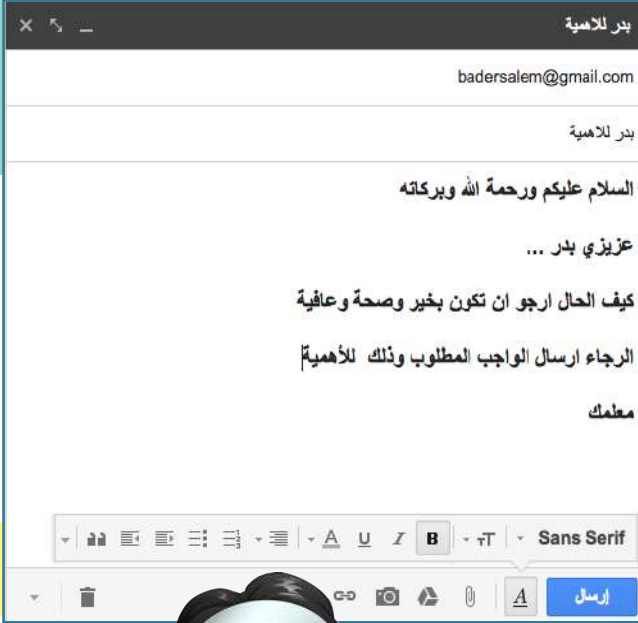 بدر للاهمية
badersalem@gmail.com
بدر للاهمية
السلام عليكم ورحمة الله وبركاته
عزيزي بدر ...
كيف الحال ارجو ان تكون بخير وصحة وعافية
الرجاء ارسال الواجب المطلوب وذلك للأهمية
معلمك
Sans Serif B I U A
إرسال A